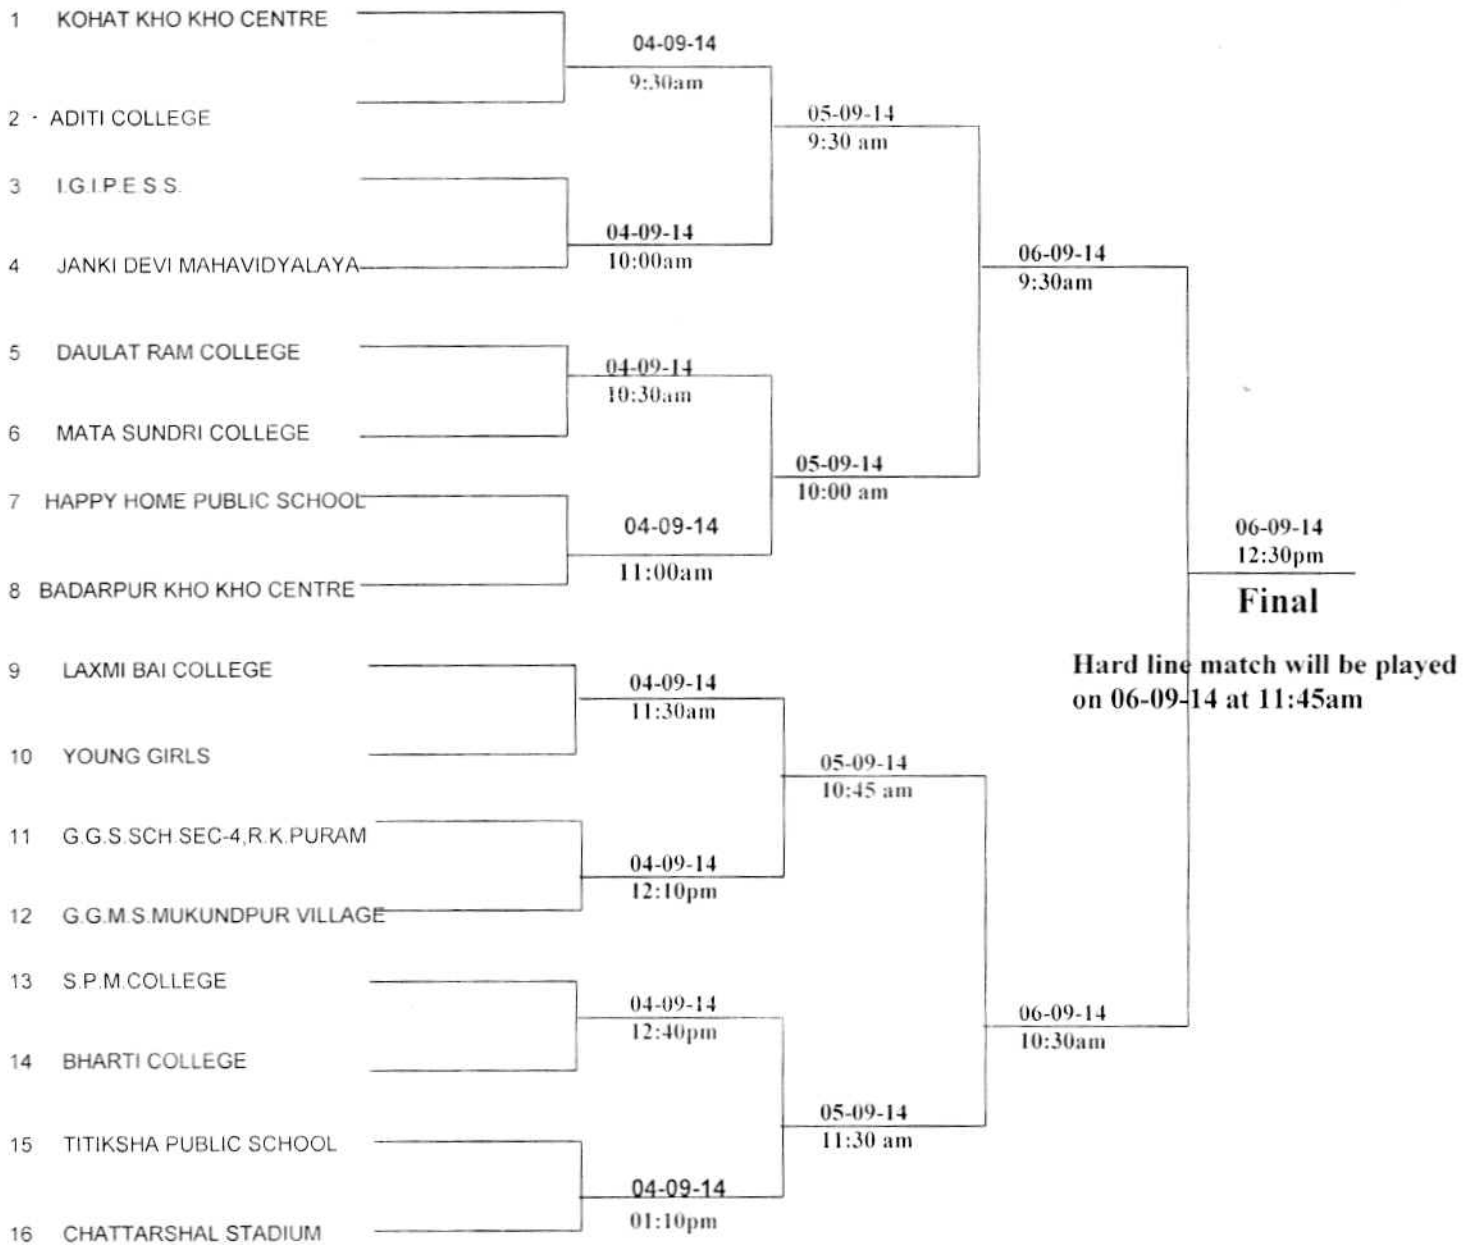 1 KOHAT KHO KHO CENTRE
04-09-14
9:30am
2 · ADITI COLLEGE
05-09-14
9:30 am
3 I.G.I.P.E S S.
04-09-14
10:00am
4 JANKI DEVI MAHAVIDYALAYA
06-09-14
9:30am
5 DAULAT RAM COLLEGE
04-09-14
10:30am
6 MATA SUNDRI COLLEGE
05-09-14
10:00 am
7 HAPPY HOME PUBLIC SCHOOL
04-09-14
11:00am
8 BADARPUR KHO KHO CENTRE
06-09-14
12:30pm
Final
Hard line match will be played
on 06-09-14 at 11:45am
9 LAXMI BAI COLLEGE
04-09-14
11:30am
10 YOUNG GIRLS
05-09-14
10:45 am
11 G.G.S.SCH.SEC-4,R.K.PURAM
04-09-14
12:10pm
12 G.G.M.S.MUKUNDPUR VILLAGE
13 S.P.M.COLLEGE
04-09-14
12:40pm
06-09-14
10:30am
14 BHARTI COLLEGE
05-09-14
11:30 am
15 TITIKSHA PUBLIC SCHOOL
04-09-14
01:10pm
16 CHATTARSHAL STADIUM